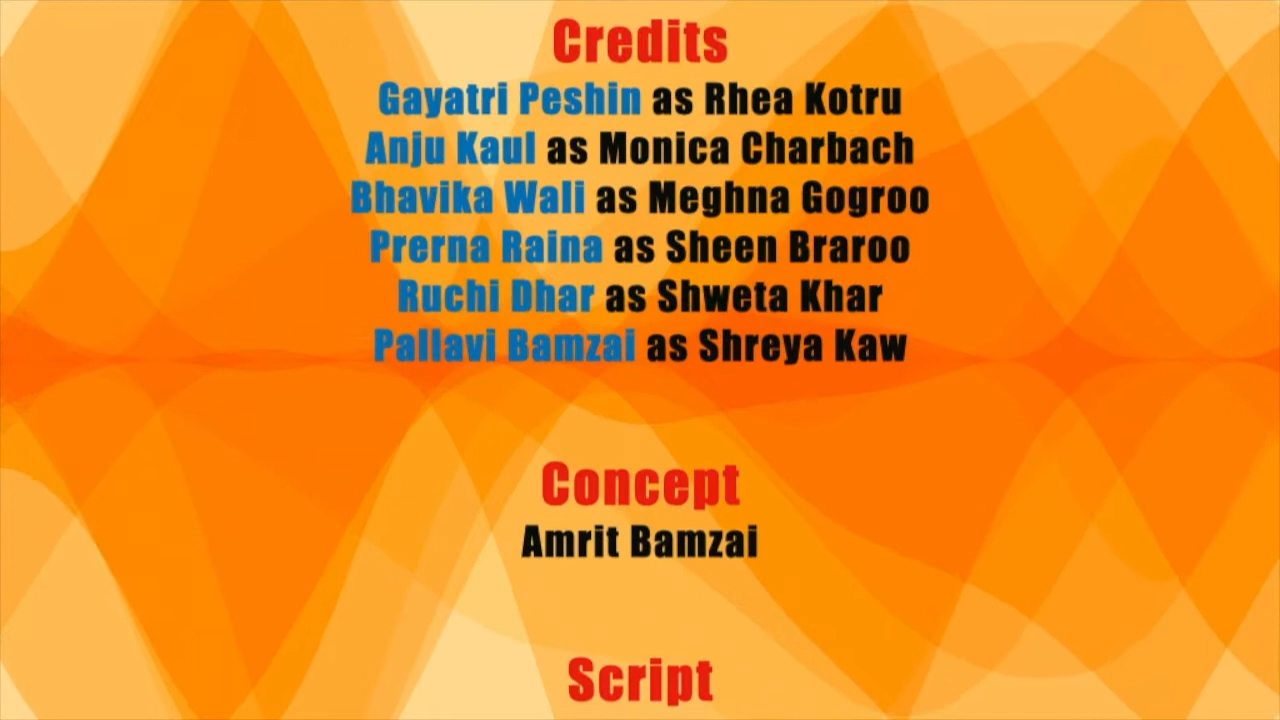 Credits
Gayatri Peshin as Rhea Kotru
Anju Kaul as Monica Charbach
Bhavika Wali as Meghna Gogroo
Prerna Raina as Sheen Braroo
Ruchi Dhar as Shweta Khar
Pallavi Bamzai as Shreya Kaw
Concept
Amrit Bamzai
Script